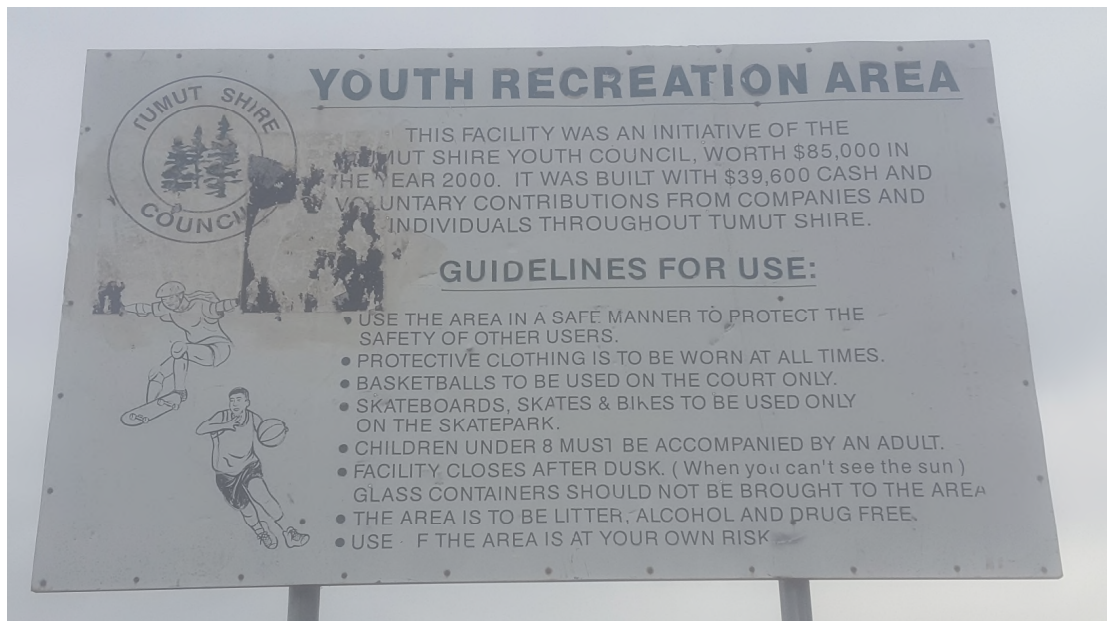 YOUTH RECREATION AREA
TUMUT SHIRE
COUNCIL
THIS FACILITY WAS AN INITIATIVE OF THE
TUMUT SHIRE YOUTH COUNCIL, WORTH $85,000 IN
THE YEAR 2000. IT WAS BUILT WITH $39,600 CASH AND
VOLUNTARY CONTRIBUTIONS FROM COMPANIES AND
INDIVIDUALS THROUGHOUT TUMUT SHIRE.
GUIDELINES FOR USE:
• USE THE AREA IN A SAFE MANNER TO PROTECT THE
SAFETY OF OTHER USERS.
• PROTECTIVE CLOTHING IS TO BE WORN AT ALL TIMES.
• BASKETBALLS TO BE USED ON THE COURT ONLY.
• SKATEBOARDS, SKATES & BIKES TO BE USED ONLY
ON THE SKATEPARK.
• CHILDREN UNDER 8 MUST BE ACCOMPANIED BY AN ADULT.
• FACILITY CLOSES AFTER DUSK. (When you can't see the sun)
GLASS CONTAINERS SHOULD NOT BE BROUGHT TO THE AREA
• THE AREA IS TO BE LITTER, ALCOHOL AND DRUG FREE.
• USE F THE AREA IS AT YOUR OWN RISK